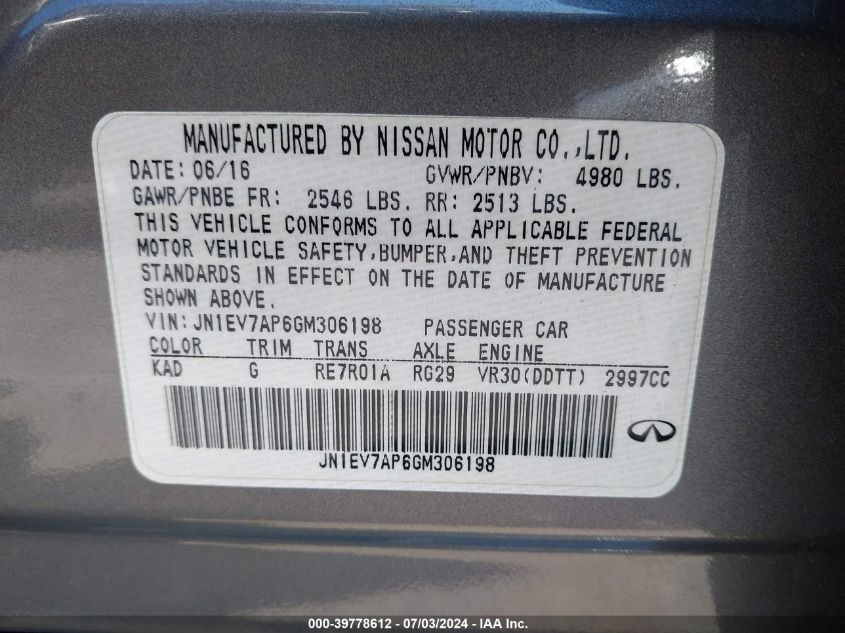 MANUFACTURED BY NISSAN MOTOR CO.,LTD.
DATE: 06/16 GVWR/PNBV: 4980 LBS.
GAWR/PNBE FR: 2546 LBS. RR: 2513 LBS.
THIS VEHICLE CONFORMS TO ALL APPLICABLE FEDERAL
MOTOR VEHICLE SAFETY,BUMPER,AND THEFT PREVENTION
STANDARDS IN EFFECT ON THE DATE OF MANUFACTURE
SHOWN ABOVE.
VIN:JN1EV7AP6GM306198 PASSENGER CAR
COLOR TRIM TRANS AXLE ENGINE
KAD G RE7R01A RG29 VR30(DDTT) 2997CC
JN1EV7AP6GM306198
000-39778612 - 07/03/2024 - IAA Inc.